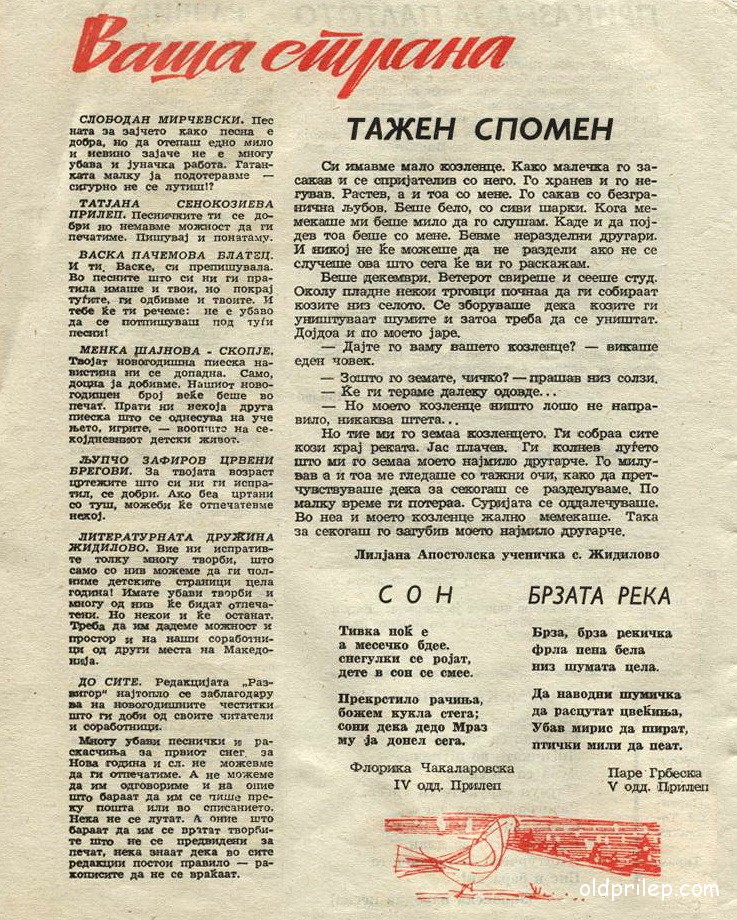 Ваша страна
СЛОБОДАН МИРЧЕВСКИ. Пес
ната за зајчето како песна е
добра, но да отепаш едно мило
и невино зајаче не е многу
убава и јуначка работа. Гатан-
ката малку ја подотеравме —
сигурно не се лутиш!?
ТАТЈАНА СЕНОКОЗИЕВА
ПРИЛЕП. Песничките ти се до-
бри но немавме можност да ги
печатиме. Пишувај и понатаму.
ВАСКА ПАЧЕМОВА БЛАТЕЦ.
И ти, Васке, си препишувала.
Во песните што си ни ги пра-
тила имаше и твои, но покрај
туѓите, ги одбивме и твоите. И
тебе ќе ти речеме: не е убаво
да се потпишуваш под туѓи
песни!
МЕНКА ШАЈНОВА - СКОПЈЕ.
Твојат новогодишна пиеска на-
вистина ни се допадна. Само,
доцна ја добивме. Нашиот ново-
годишен број веќе беше во
печат. Прати ни некоја друга
пиеска што се однесува на уче
њето, игрите, — воопшто на се-
којдневниот детски живот.
ЉУПЧО ЗАФИРОВ ЦРВЕНИ
БРЕГОВИ. За твојата возраст
цртежите што си ни ги испра-
тил, се добри. Ако беа цртани
со туш, можеби ќе отпечатевме
некој.
ЛИТЕРАТУРНАТА ДРУЖИНА
ЖИДИЛОВО. Вие ни испратив-
те толку многу творби, што
само со нив можеме да ги пол-
ниме детските страници цела
година! Имате убави творби и
многу од нив ќе бидат отпеча-
тени. Но некои и ќе останат.
Треба да им дадеме можност и
простор и на наши соработни-
ци од други места на Македо-
нија.
ДО СИТЕ. Редакцијата „Раз-
вигор" најтопло се заблагодару
ва на новогодишните честитки
што ги доби од своите читатели
и соработници.
Многу убави песнички и ра-
скасчиња за првиот снег, за
Нова година и сл. не можевме
да ги отпечатиме. А не можеме
да им одговориме и на оние
што бараат да им се пише пре-
ку пошта или во списанието.
Нека не се лутат. А оние што
бараат да им се вратат творби-
те што не се предвидени за
печат, нека знаат дека во сите
редакции постои правило — ра-
кописите да не се враќаат.
ТАЖЕН СПОМЕН
Си имавме мало козленце. Како малечка го за-
сакав и се спријателив со него. Го хранев и го не-
гував. Растев, а и тоа со мене. Го сакав со безгра-
нична љубов. Беше бело, со сиви шарки. Кога ме-
мекаше ми беше мило да го слушам. Каде и да пој-
дев тоа беше со мене. Бевме неразделни другари.
И никој не ќе можеше да не раздели ако не се
случеше ова што сега ќе ви го раскажам.
Беше декември. Ветерот свиреше и сееше студ.
Околу пладне некои трговци почнаа да ги собираат
козите низ селото. Се зборуваше дека козите ги
уништуваат шумите и затоа треба да се уништат.
Дојдоа и по моето јаре.
— Дајте го ваму вашето козленце? — викаше
еден човек.
— Зошто го земате, чичко? — прашав низ солзи.
— Ќе ги тераме далеку одовде...
— Но моето козленце ништо лошо не напра-
вило, никаква штета...
Но тие ми го земаа козленцето. Ги собраа сите
кози крај реката. Јас плачев. Ги колнев луѓето
што ми го земаа моето најмило другарче. Го милу-
вав а и тоа ме гледаше со тажни очи, како да прет-
чувствуваше дека за секогаш се разделуваме. По
малку време ги потераа. Суријата се оддалечуваше.
Во неа и моето козленце жално мемекаше. Така
за секогаш го загубив моето најмило другарче.
Лилјана Апостолска ученичка с. Жидилово
СОН
Тивка ноќ е
а месечко бдее.
снегулки се ројат,
дете в сон се смее.
Прекрстило рачиња,
божем кукла стега;
сони дека дедо Мраз
му ја донел сега.
Флорика Чакаларовска
IV одд. Прилеп
БРЗАТА РЕКА
Брза, брза рекичка
фрла пена бела
низ шумата цела.
Да наводни шумичка
да расцутат цвеќиња,
Убав мирис да шират,
птички мили да пеат.
Паре Грбеска
V одд. Прилеп
oldprilep.com